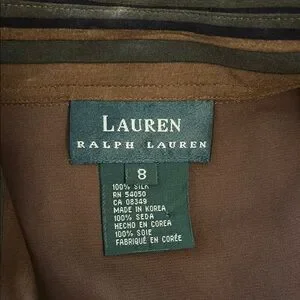 LAUREN
RALPH LAUREN
8
100% SILK
RN 54050
CA 08349
MADE IN KOREA
100% SEDA
HECHO EN COREA
100% SOIE
FABRIQUÉ EN CORÉE